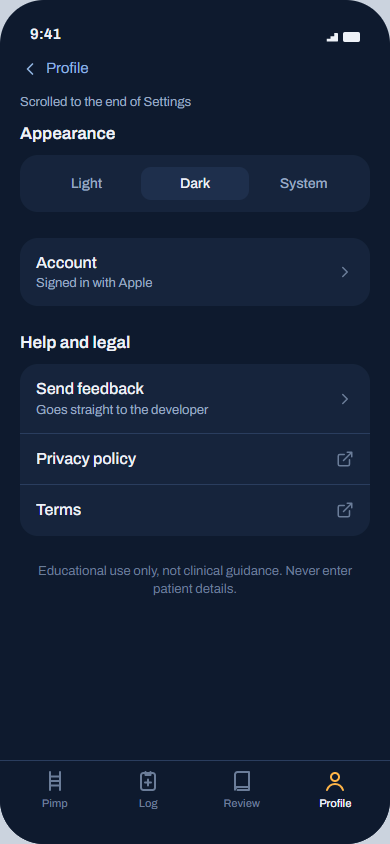 9:41
Profile
Scrolled to the end of Settings
Appearance
Light Dark System
Account
Signed in with Apple
Help and legal
Send feedback
Goes straight to the developer
Privacy policy
Terms
Educational use only, not clinical guidance. Never enter
patient details.
Pimp Log Review Profile